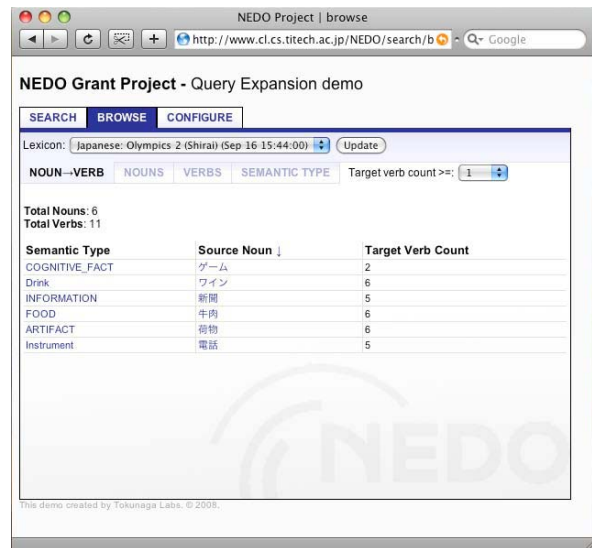 NEDO Project | browse
http://www.cl.cs.titech.ac.jp/NEDO/search/b
Google
NEDO Grant Project - Query Expansion demo
SEARCH BROWSE CONFIGURE
Lexicon: Japanese: Olympics 2 (Shirai) (Sep 16 15:44:00) Update
NOUN→VERB NOUNS VERBS SEMANTIC TYPE Target verb count >=: 1
Total Nouns: 6
Total Verbs: 11
Semantic Type Source Noun ↓ Target Verb Count
COGNITIVE_FACT ゲーム 2
Drink ワイン 6
INFORMATION 新聞 5
FOOD 牛肉 6
ARTIFACT 荷物 6
Instrument 電話 5
NEDO
This demo created by Tokunaga Labs. © 2008.